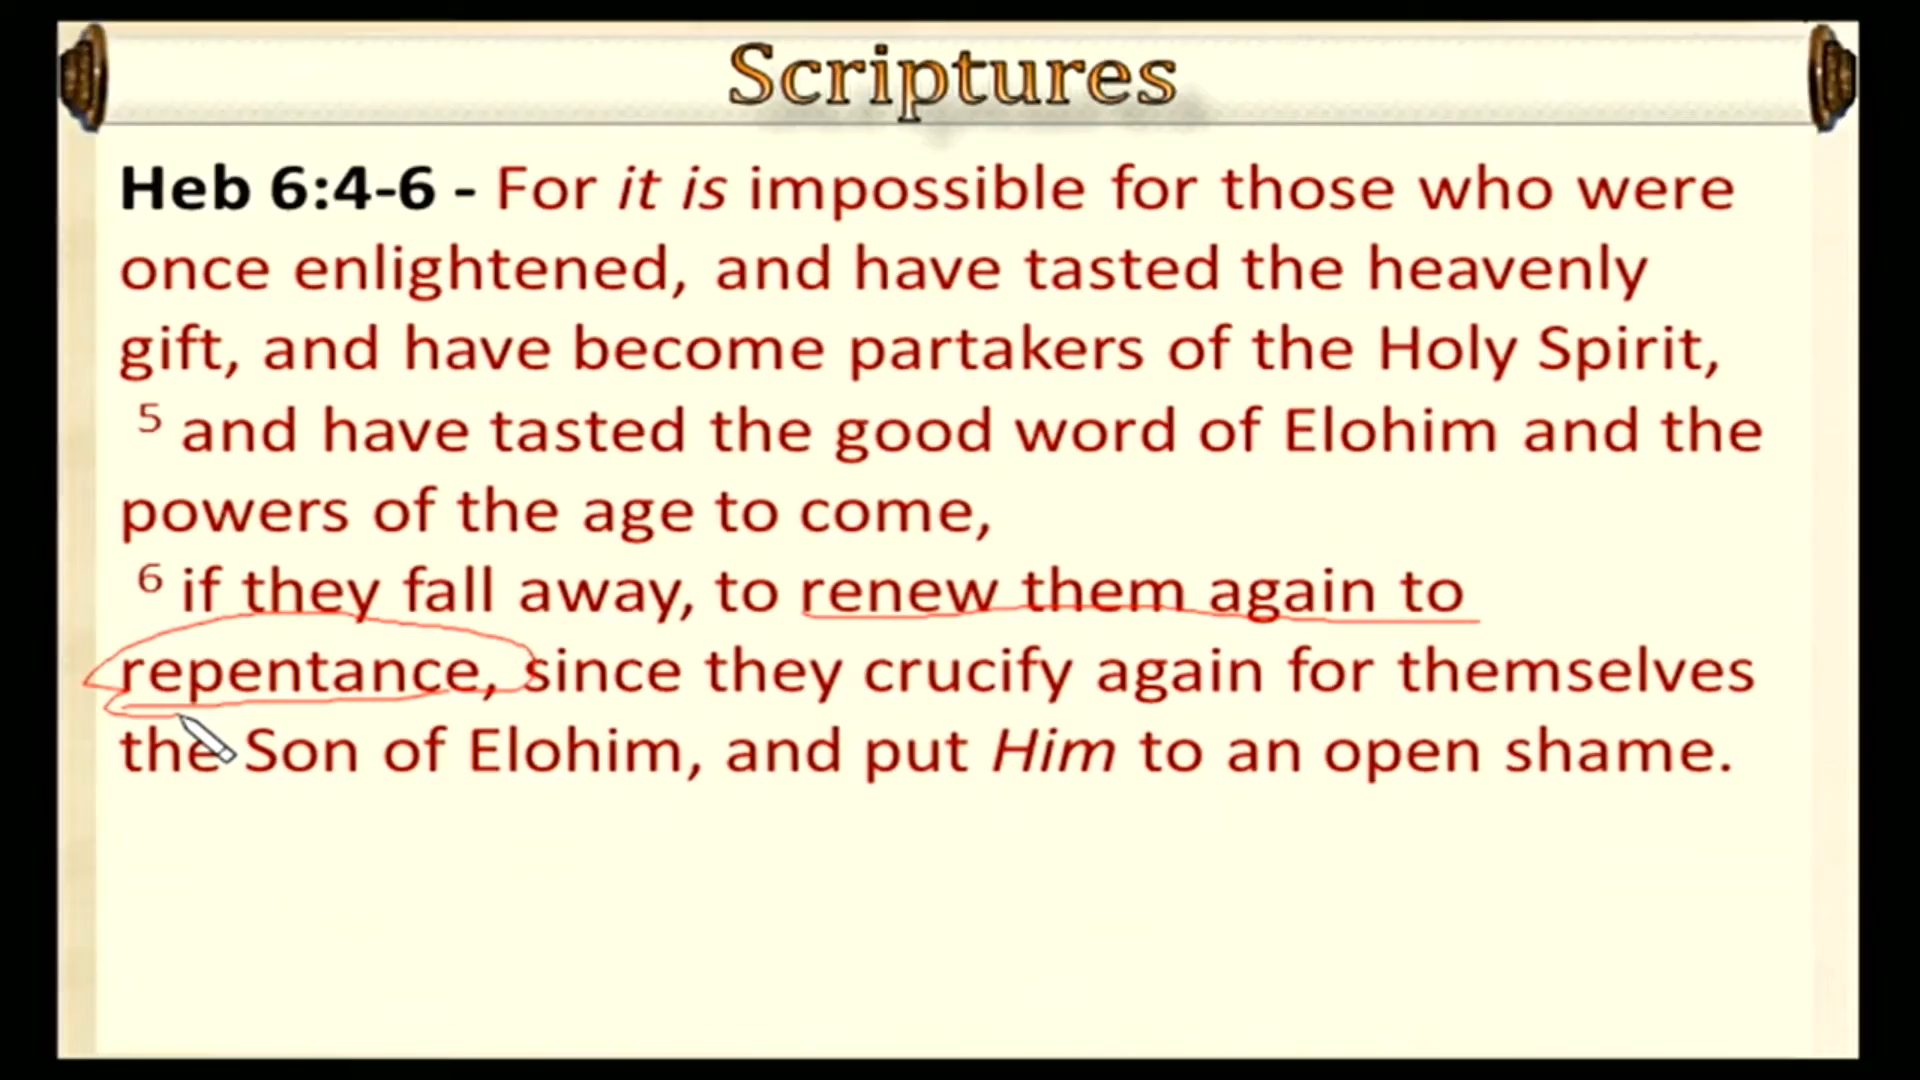 Scriptures
Heb 6:4-6 - For it is impossible for those who were
once enlightened, and have tasted the heavenly
gift, and have become partakers of the Holy Spirit,
5 and have tasted the good word of Elohim and the
powers of the age to come,
6 if they fall away, to renew them again to
repentance, since they crucify again for themselves
the Son of Elohim, and put Him to an open shame.